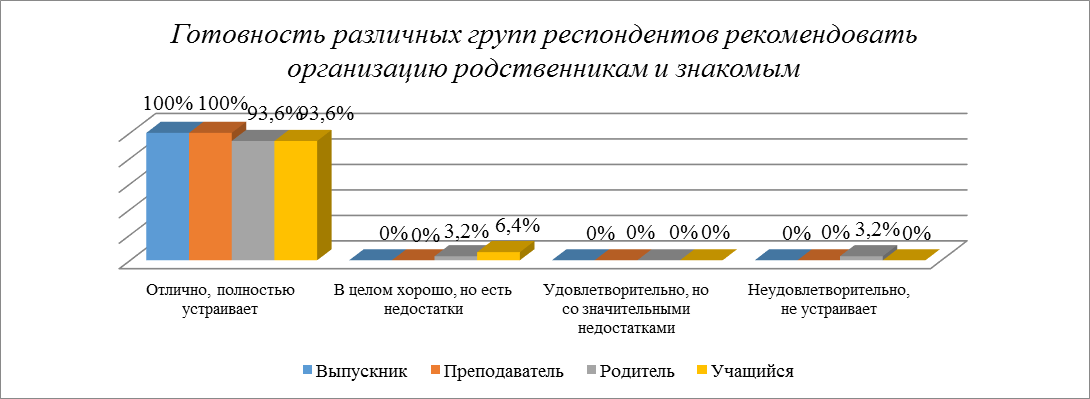 Готовность различных групп респондентов рекомендовать
организацию родственникам и знакомым
100% 100% 93,6% 93,6%
0% 0% 3,2% 6,4%
0% 0% 0% 0%
0% 0% 3,2% 0%
Отлично, полностью
устраивает
В целом хорошо, но есть
недостатки
Удовлетворительно, но
со значительными
недостатками
Неудовлетворительно,
не устраивает
Выпускник Преподаватель Родитель Учащийся